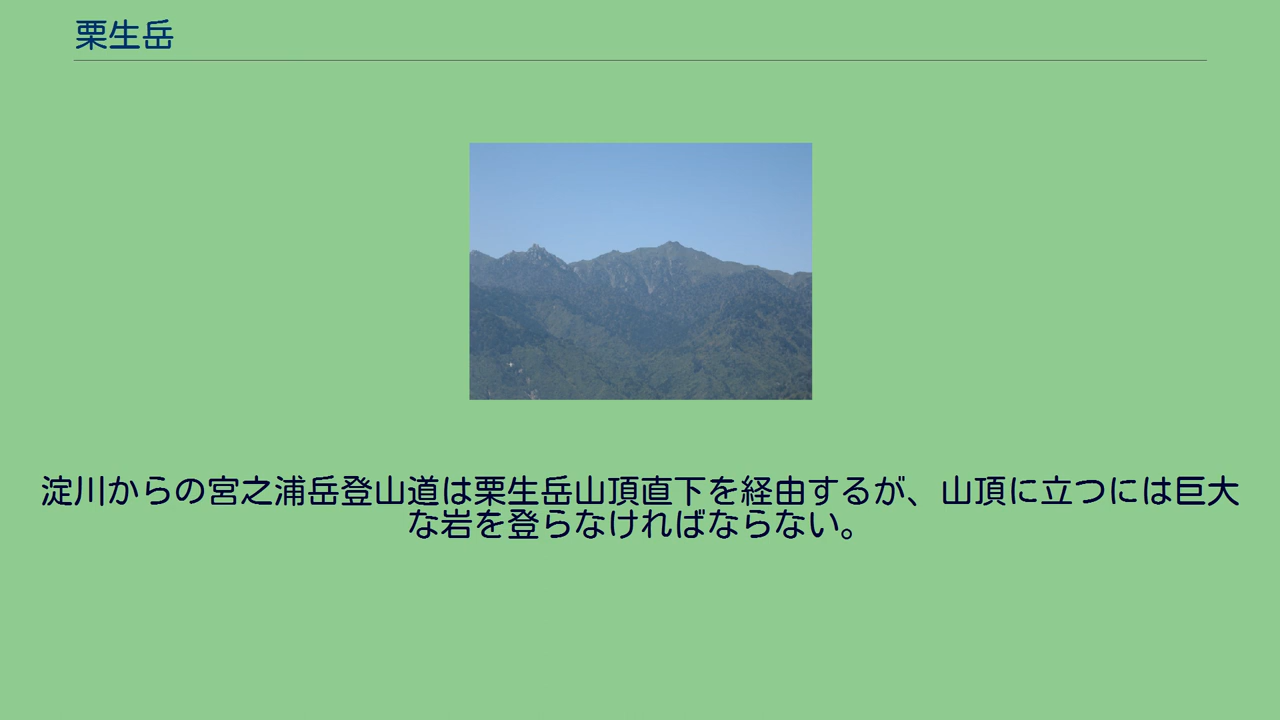 栗生岳
淀川からの宮之浦岳登山道は栗生岳山頂直下を経由するが、山頂に立つには巨大
な岩を登らなければならない。